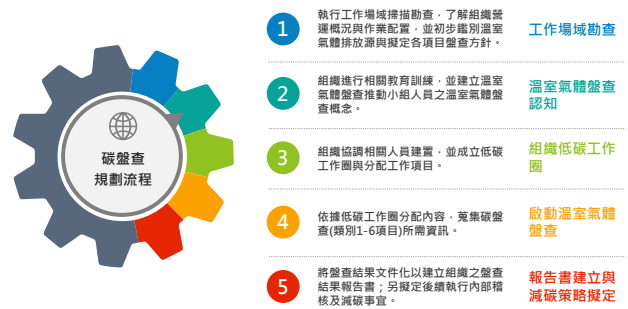 碳盤查
規劃流程
1
執行工作場域掃描勘查，了解組織營
運概況與作業配置，並初步鑑別溫室
氣體排放源與擬定各項目盤查方針。
工作場域勘查
2
組織進行相關教育訓練，並建立溫室
氣體盤查推動小組人員之溫室氣體盤
查概念。
溫室氣體盤查
認知
3
組織協調相關人員建置，並成立低碳
工作圈與分配工作項目。
組織低碳工作
圈
4
依據低碳工作圈分配內容，蒐集碳盤
查(類別1-6項目)所需資訊。
啟動溫室氣體
盤查
5
將盤查結果文件化以建立組織之盤查
結果報告書；另擬定後續執行內部稽
核及減碳事宜。
報告書建立與
減碳策略擬定